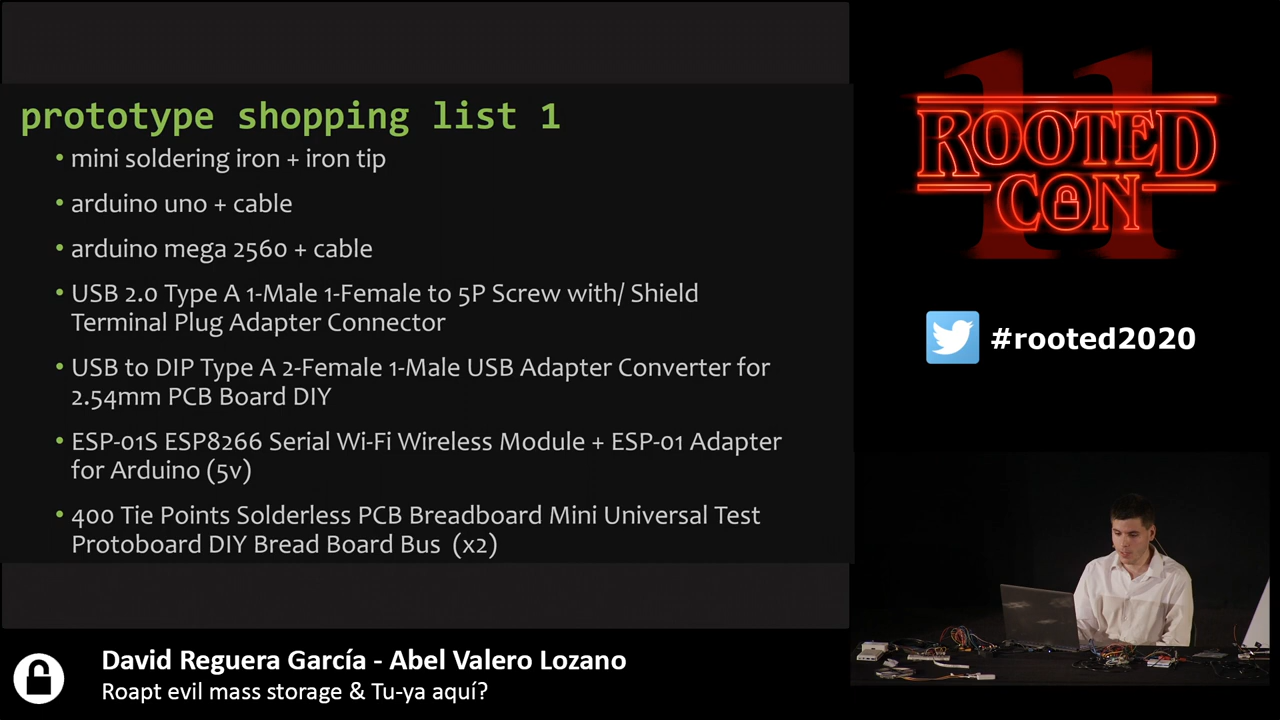 prototype shopping list 1
• mini soldering iron + iron tip
• arduino uno + cable
• arduino mega 2560 + cable
• USB 2.0 Type A 1-Male 1-Female to 5P Screw with/ Shield
Terminal Plug Adapter Connector
• USB to DIP Type A 2-Female 1-Male USB Adapter Converter for
2.54mm PCB Board DIY
• ESP-01S ESP8266 Serial Wi-Fi Wireless Module + ESP-01 Adapter
for Arduino (5v)
• 400 Tie Points Solderless PCB Breadboard Mini Universal Test
Protoboard DIY Bread Board Bus (x2)
11
ROOTED
CON
#rooted2020
David Reguera García - Abel Valero Lozano
Roapt evil mass storage & Tu-ya aquí?